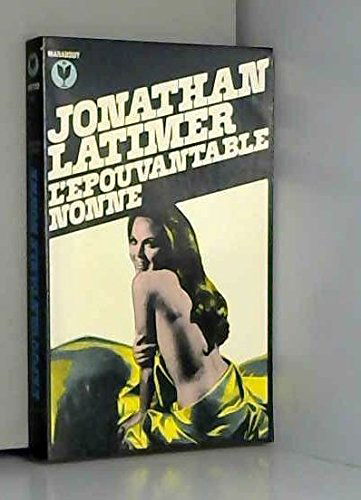 MARABOUT
JONATHAN
LATIMER
L'EPOUVANTABLE
NONNE